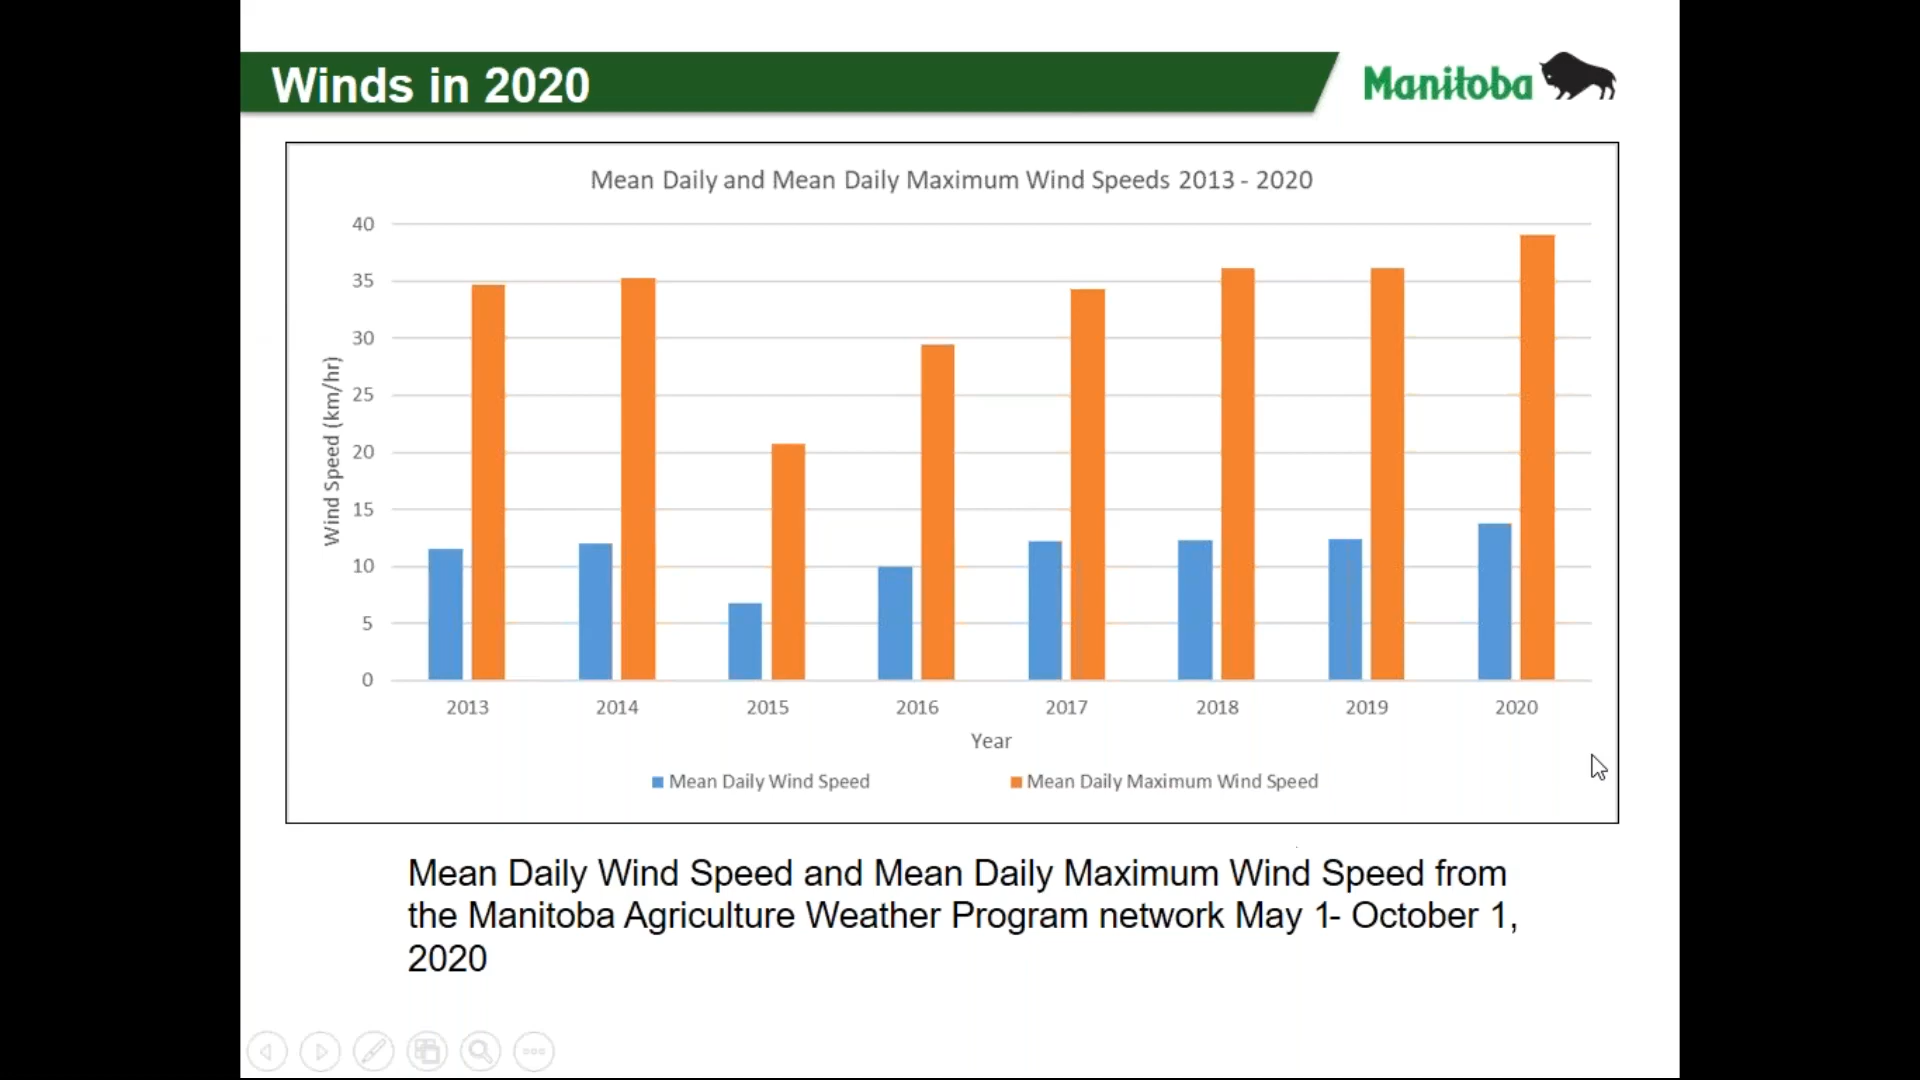 Winds in 2020
Manitoba
Mean Daily and Mean Daily Maximum Wind Speeds 2013 - 2020
Wind Speed (km/hr)
40
35
30
25
20
15
10
5
0
2013 2014 2015 2016 2017 2018 2019 2020
Year
Mean Daily Wind Speed Mean Daily Maximum Wind Speed
Mean Daily Wind Speed and Mean Daily Maximum Wind Speed from
the Manitoba Agriculture Weather Program network May 1- October 1,
2020